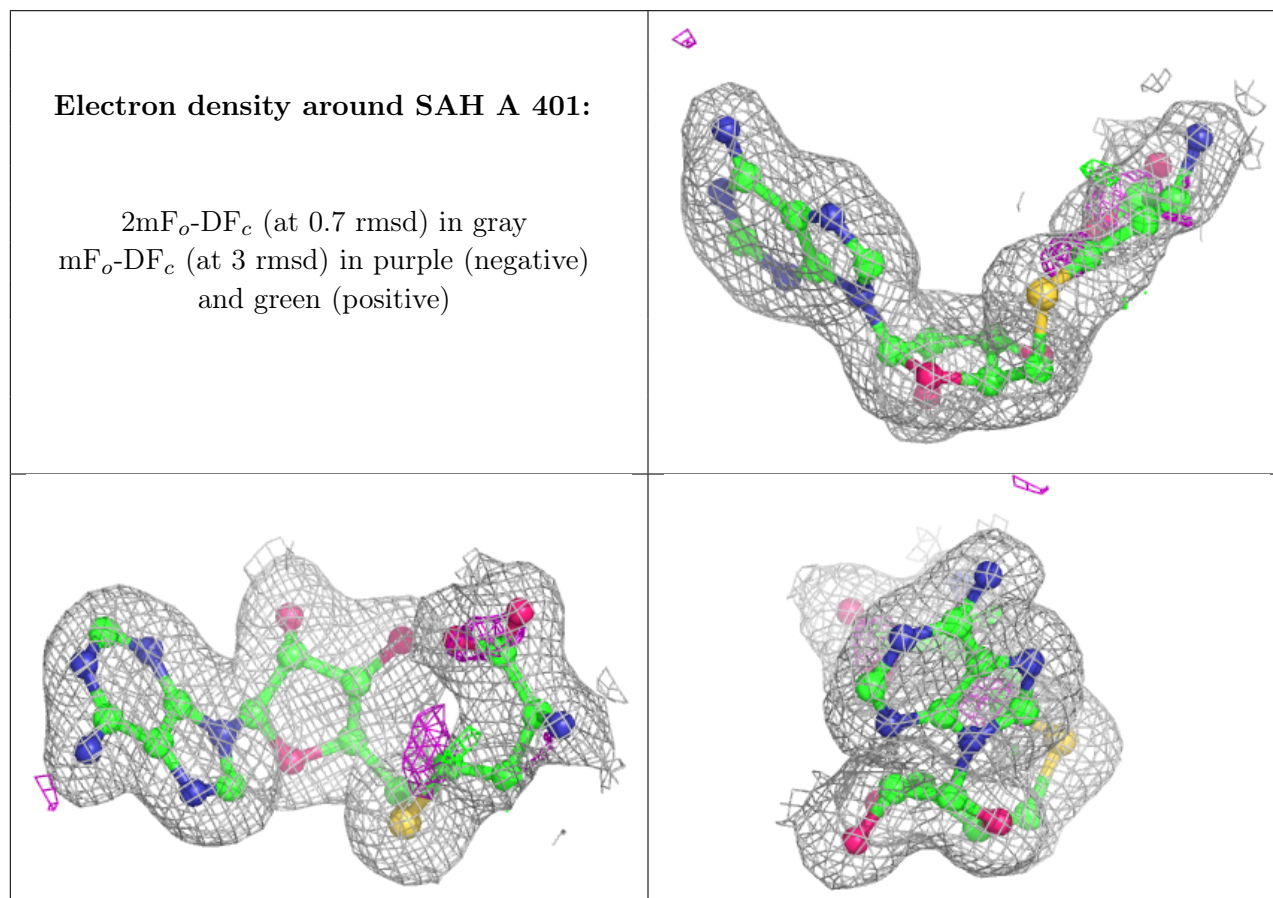 Electron density around SAH A 401:
2mFo-DFc (at 0.7 rmsd) in gray
mFo-DFc (at 3 rmsd) in purple (negative)
and green (positive)